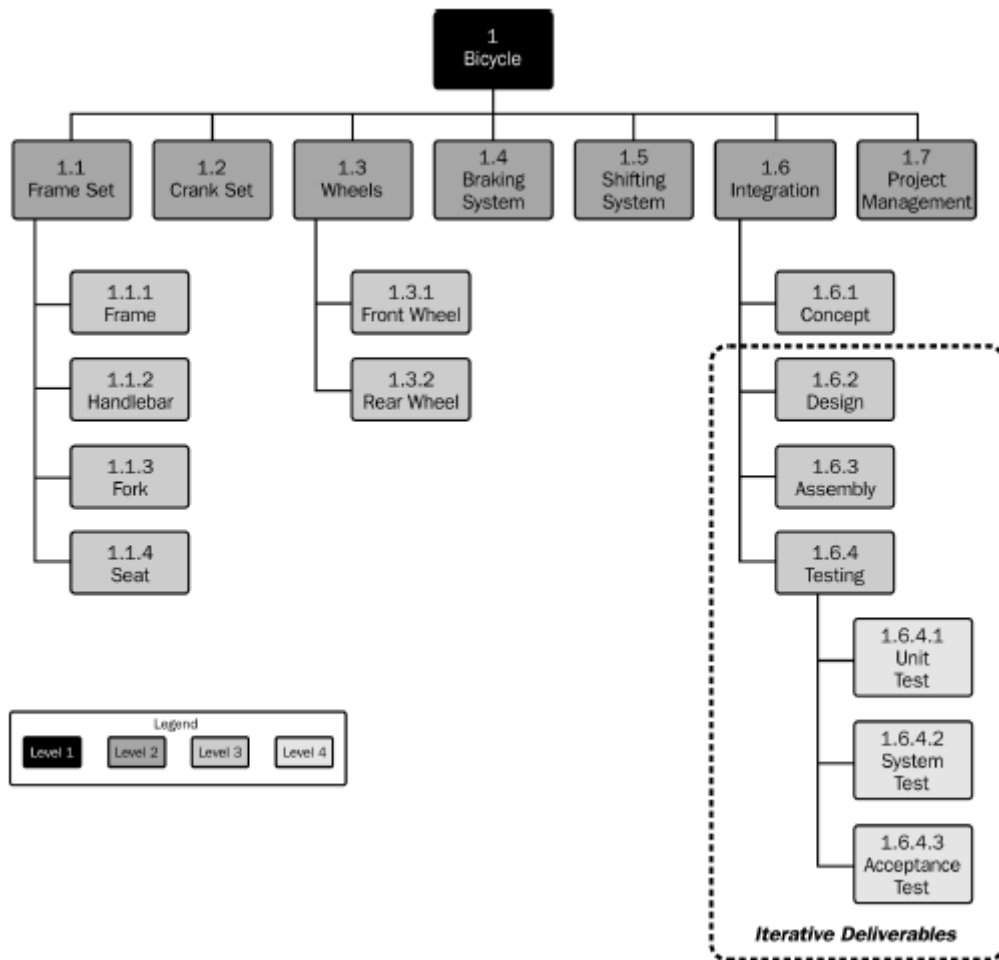 1
Bicycle
1.1
Frame Set
1.2
Crank Set
1.3
Wheels
1.4
Braking
System
1.5
Shifting
System
1.6
Integration
1.7
Project
Management
1.1.1
Frame
1.1.2
Handlebar
1.1.3
Fork
1.1.4
Seat
1.3.1
Front Wheel
1.3.2
Rear Wheel
1.6.1
Concept
1.6.2
Design
1.6.3
Assembly
1.6.4
Testing
1.6.4.1
Unit
Test
1.6.4.2
System
Test
1.6.4.3
Acceptance
Test
Iterative Deliverables
Legend
Level 1
Level 2
Level 3
Level 4